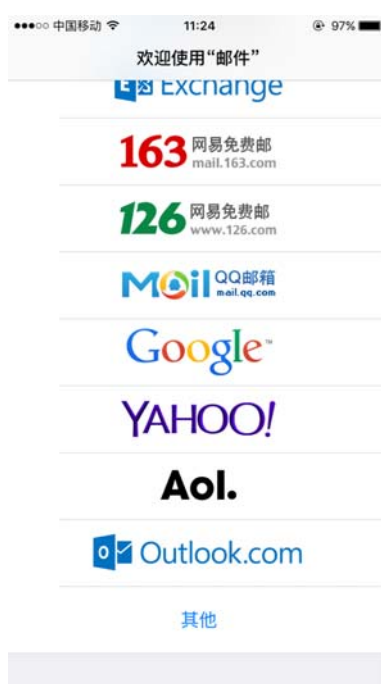 中国移动 11:24 97%
欢迎使用“邮件”
Exchange
163 网易免费邮
mail.163.com
126 网易免费邮
www.126.com
Mail QQ邮箱
mail.qq.com
Google™
YAHOO!
Aol.
Outlook.com
其他